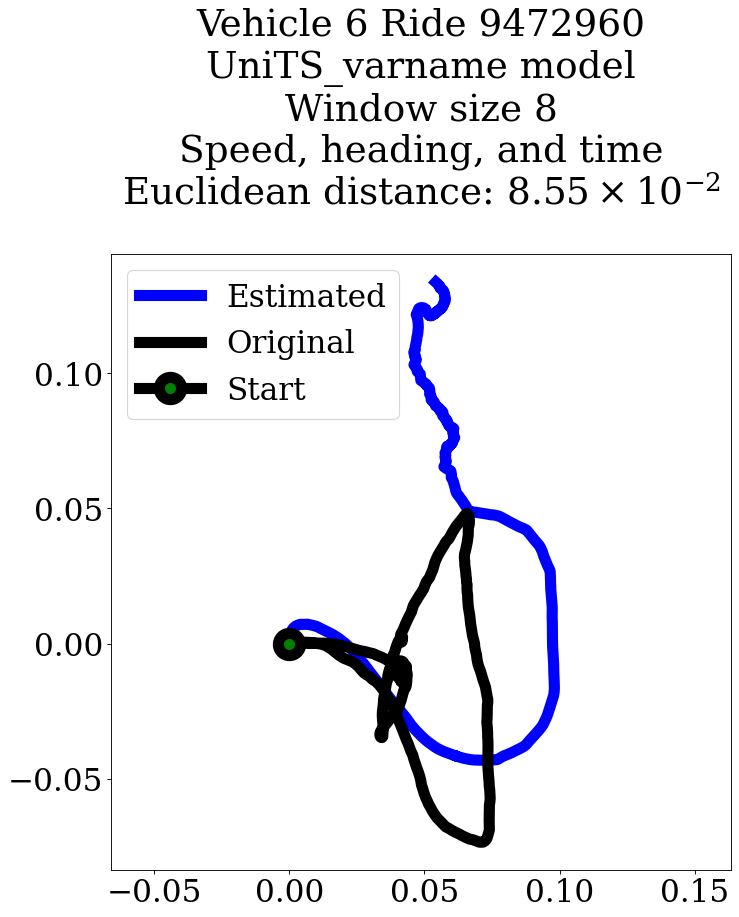 Vehicle 6 Ride 9472960
UniTS_varname model
Window size 8
Speed, heading, and time
Euclidean distance: 8.55 × 10⁻²
Estimated
Original
Start
0.10
0.05
0.00
−0.05
−0.05 0.00 0.05 0.10 0.15